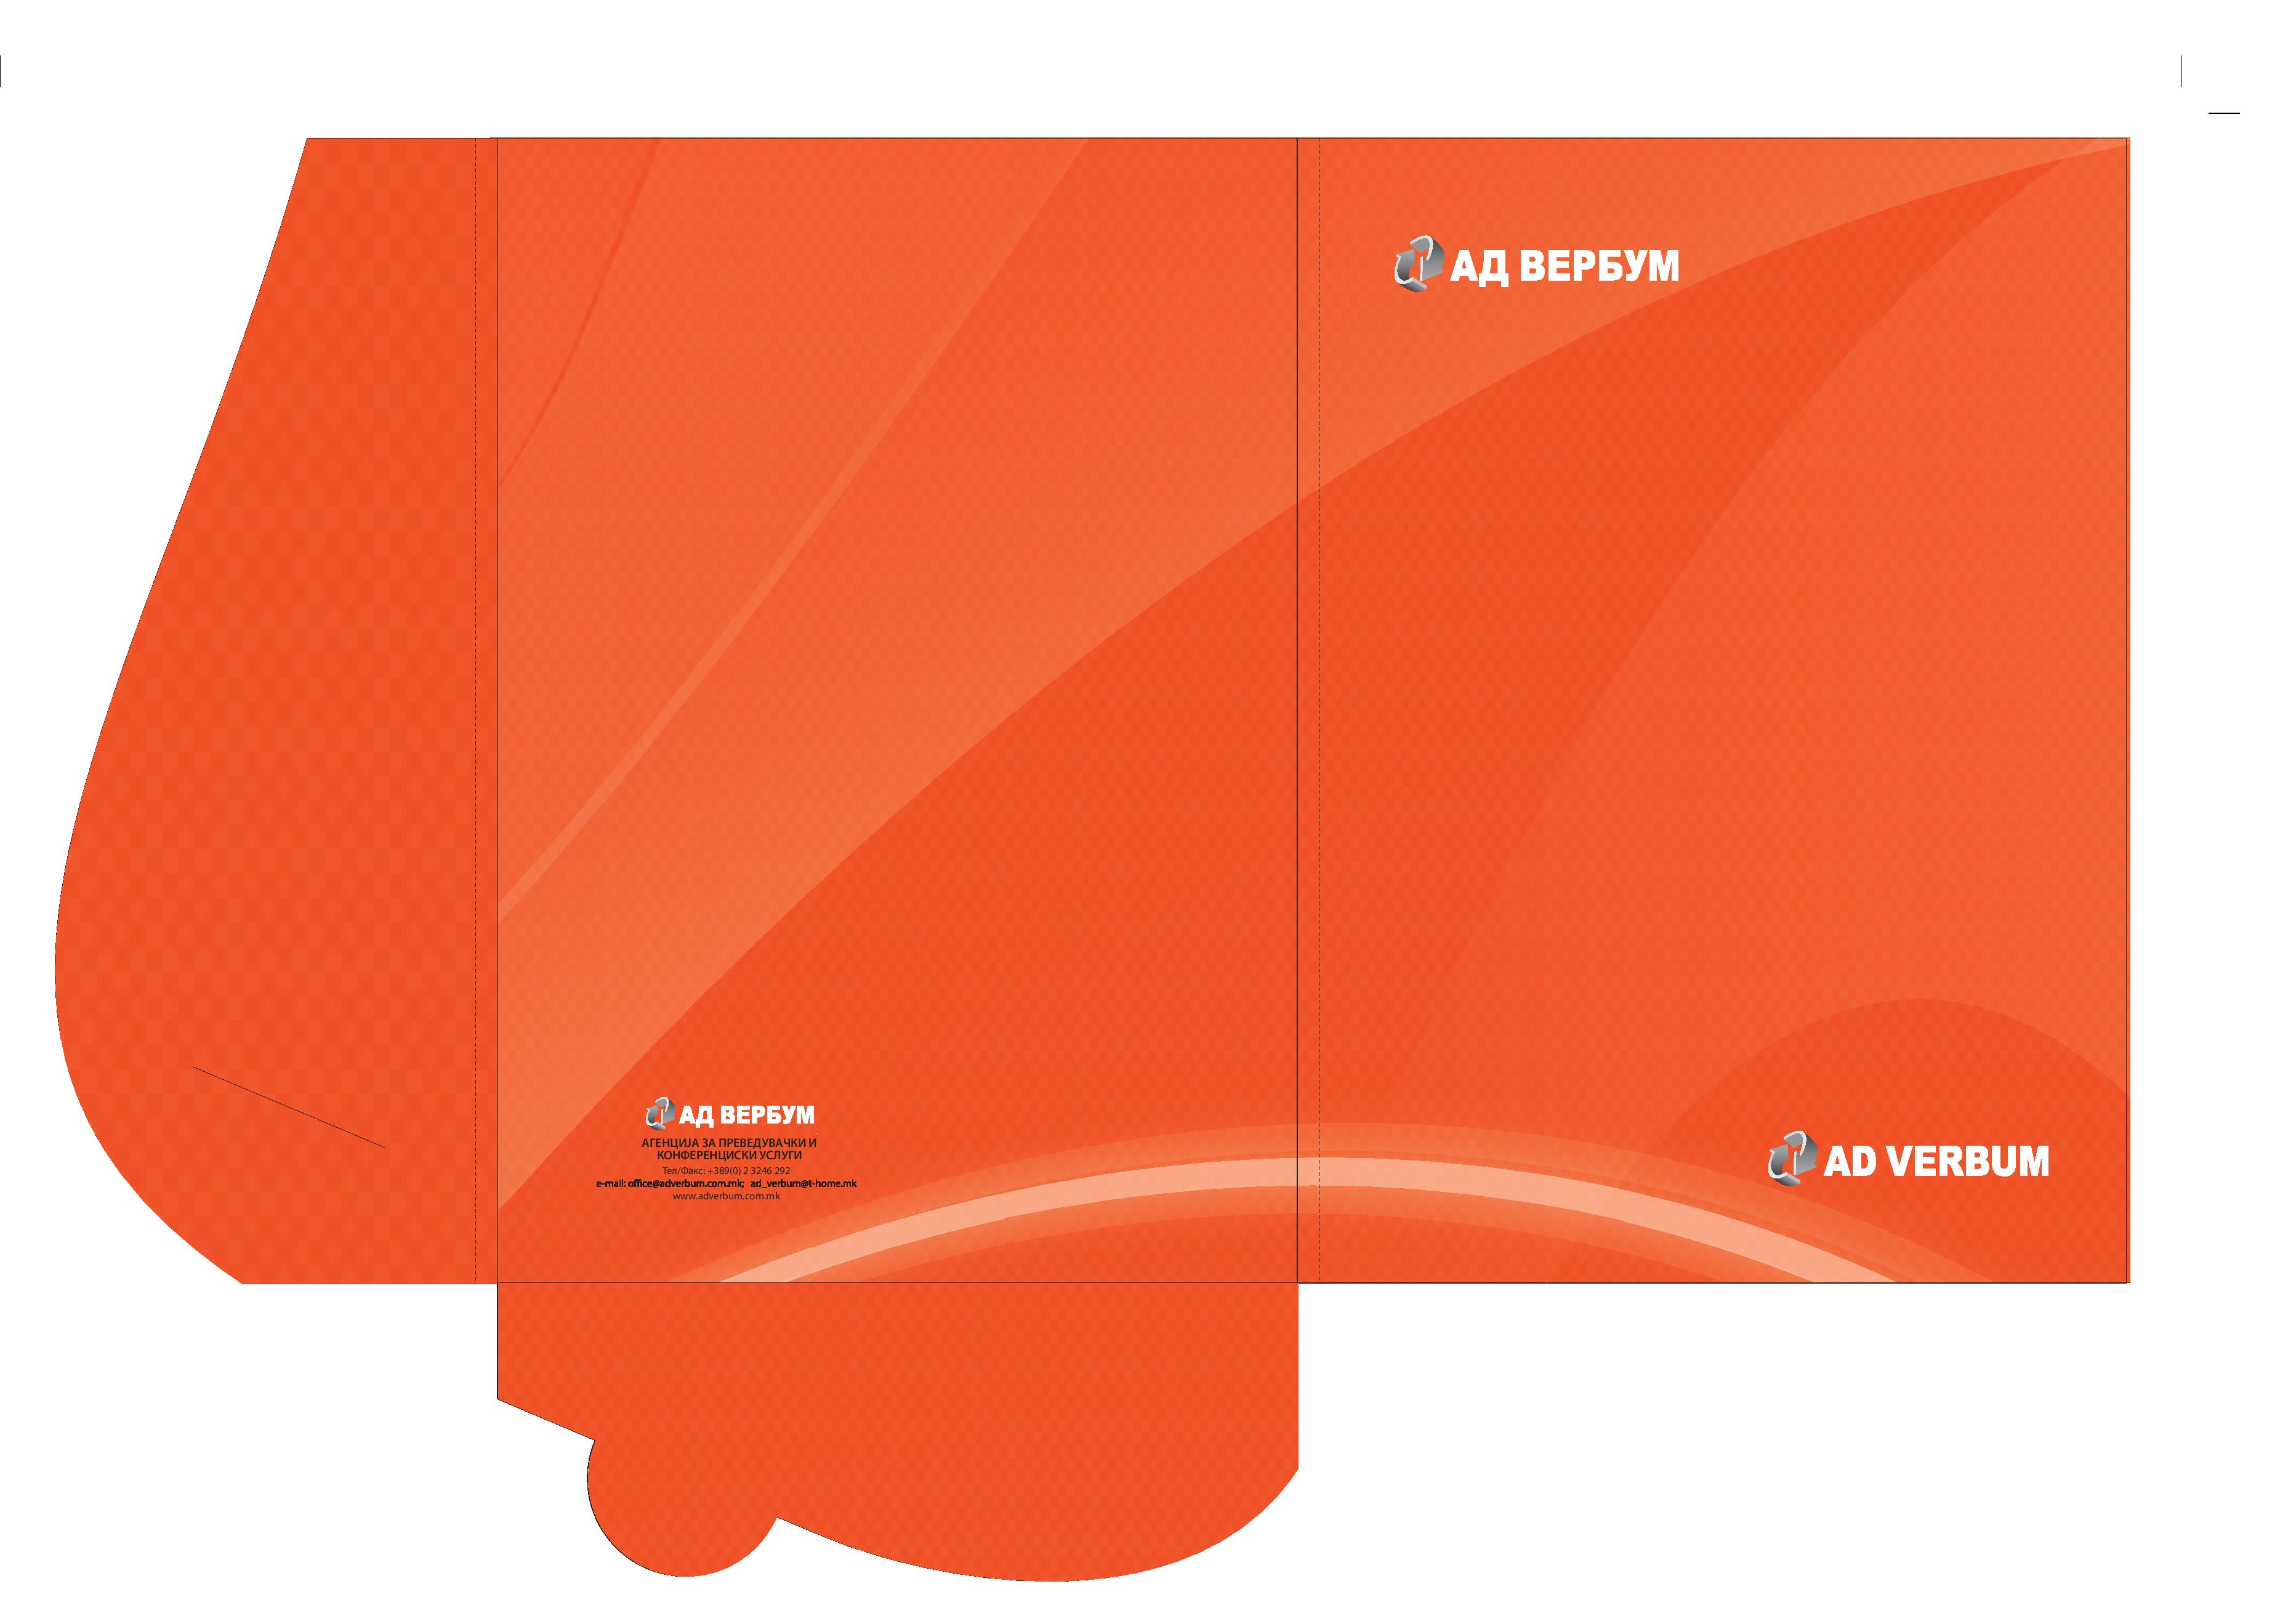 АД ВЕРБУМ
АД ВЕРБУМ
АГЕНЦИЈА ЗА ПРЕВЕДУВАЧКИ И
КОНФЕРЕНЦИСКИ УСЛУГИ
Тел/Факс: +389(0) 2 3246 292
e-mail: office@adverbum.com.mk; ad_verbum@t-home.mk
www.adverbum.com.mk
AD VERBUM